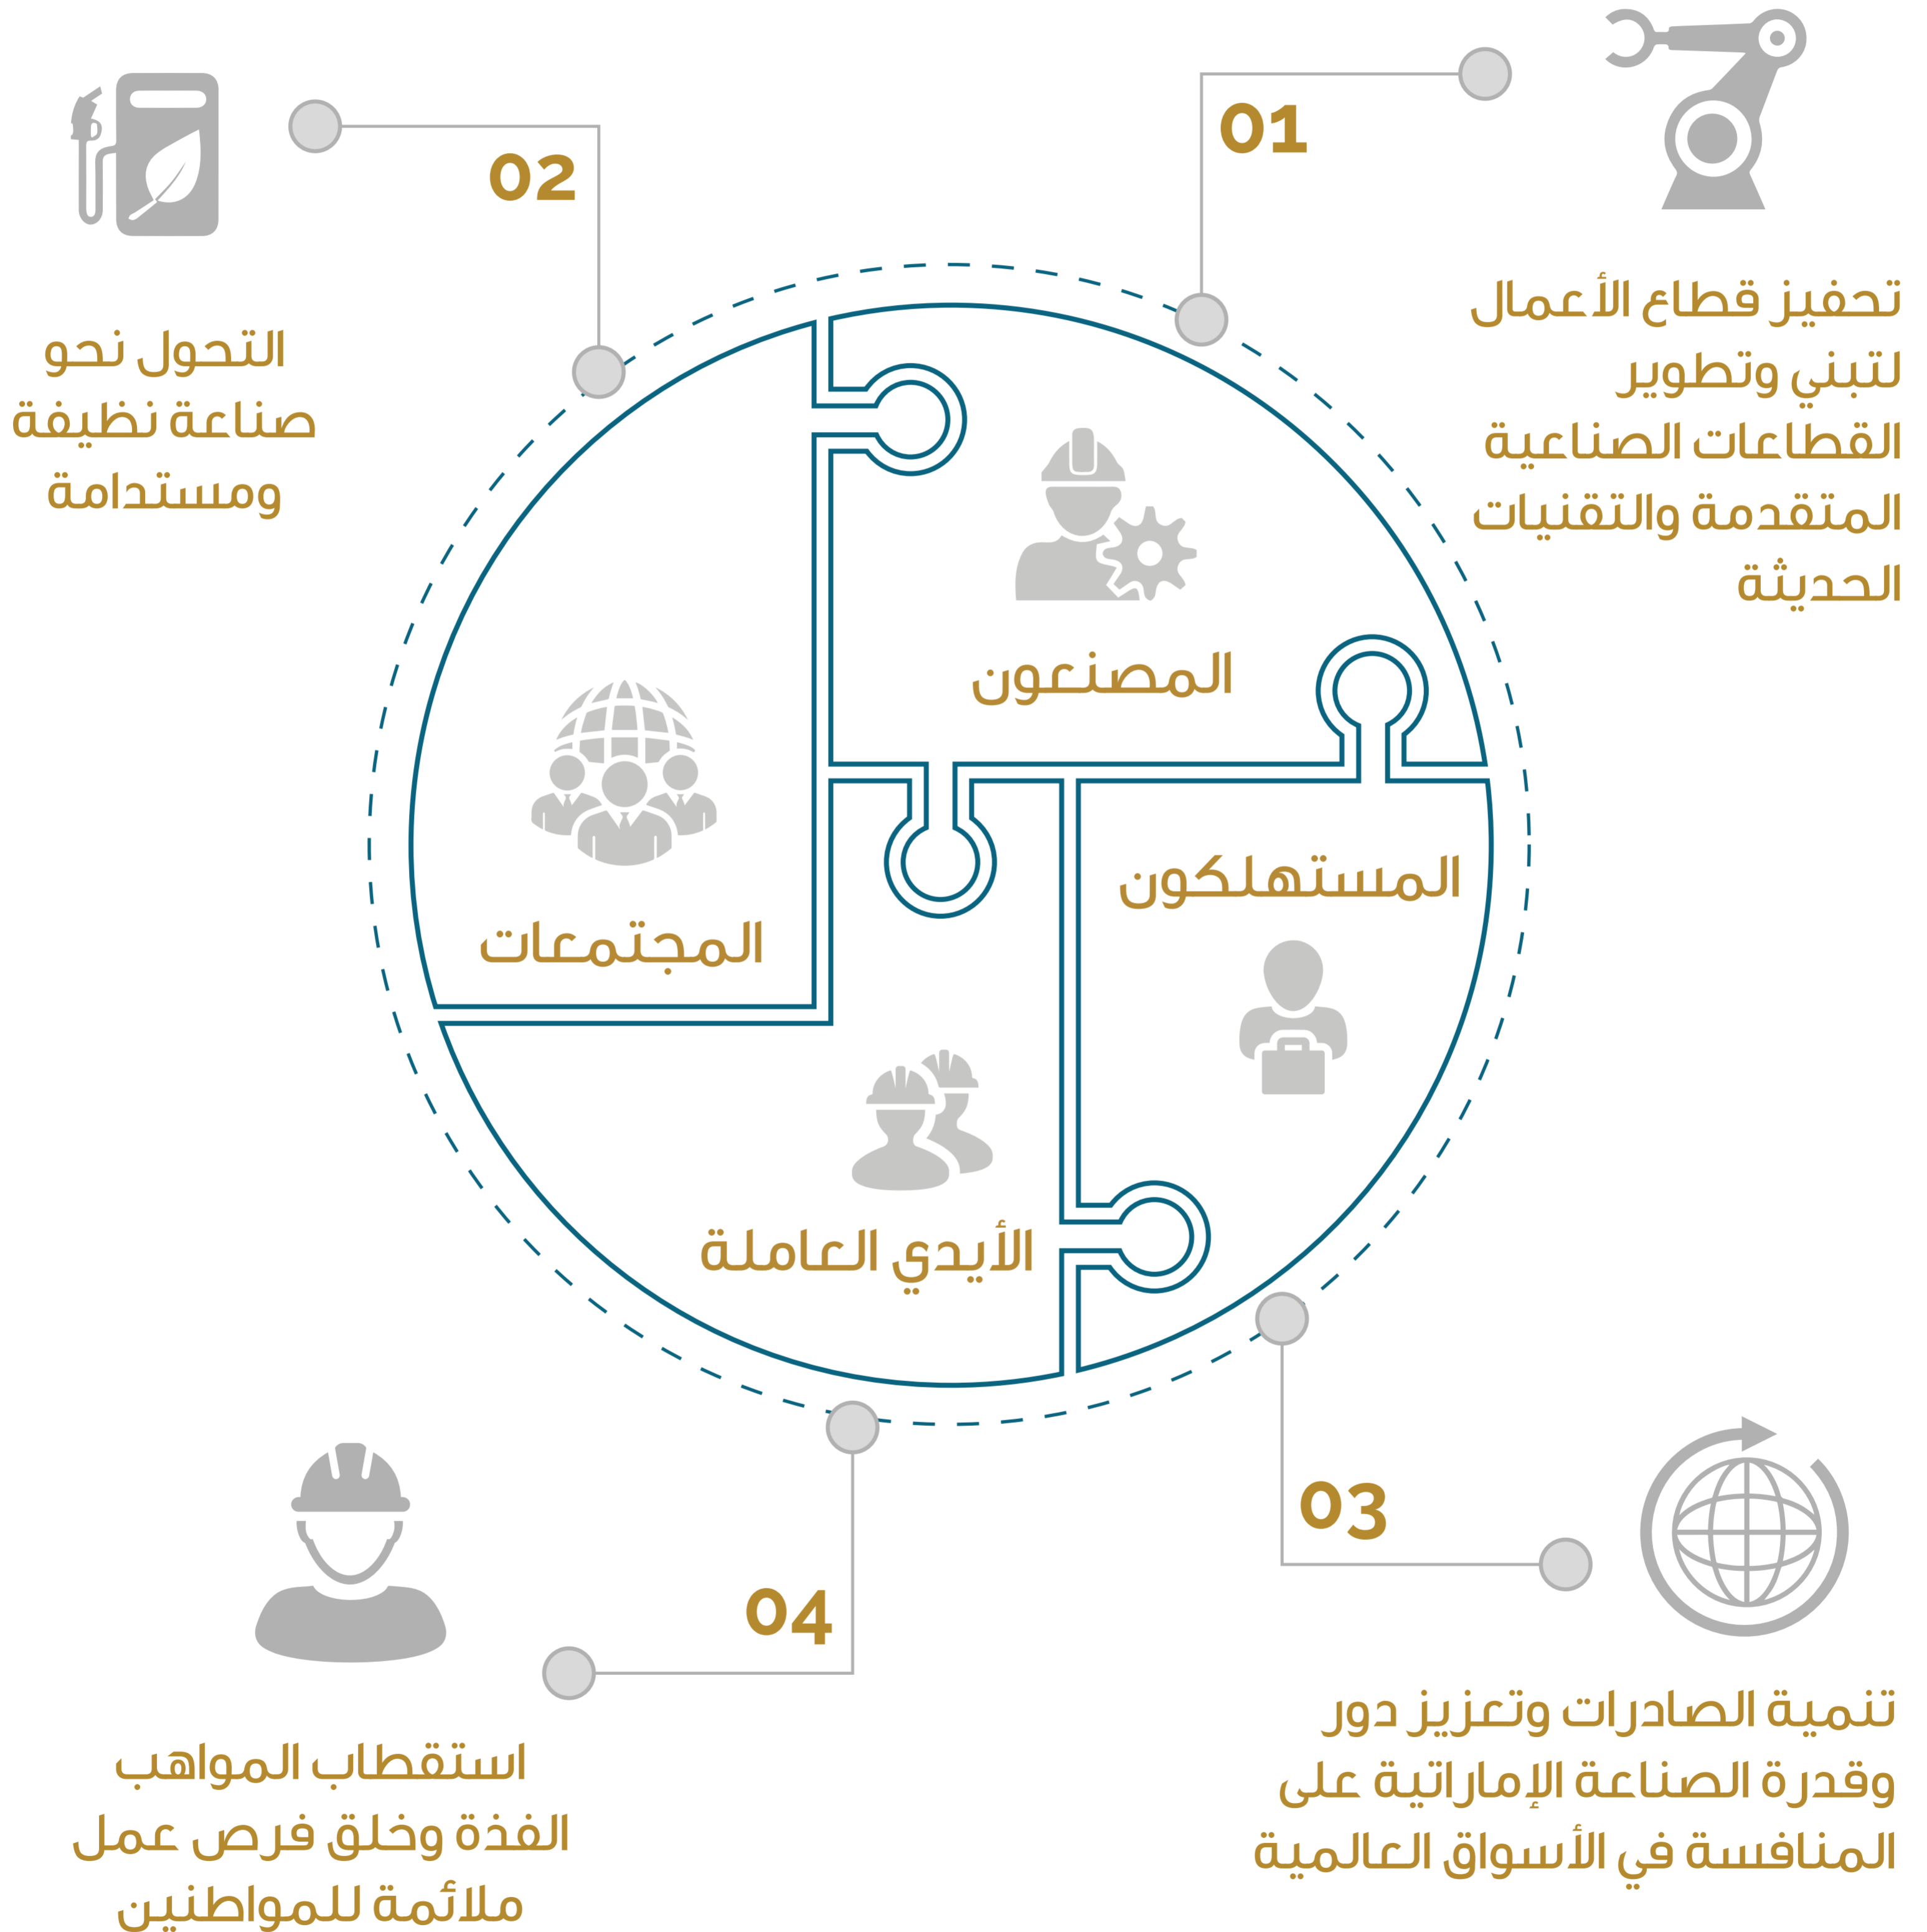 01
تحفيز قطاع الأعمال
لتبني وتطوير
القطاعات الصناعية
المتقدمة والتقنيات
الحديثة
02
التحول نحو
صناعة نظيفة
ومستدامة
المصنعون
المجتمعات
المستهلكون
الأيدي العاملة
03
تنمية الصادرات وتعزيز دور
وقدرة الصناعة الإماراتية على
المنافسة في الأسواق العالمية
04
استقطاب المواهب
الفذة وخلق فرص عمل
ملائمة للمواطنين